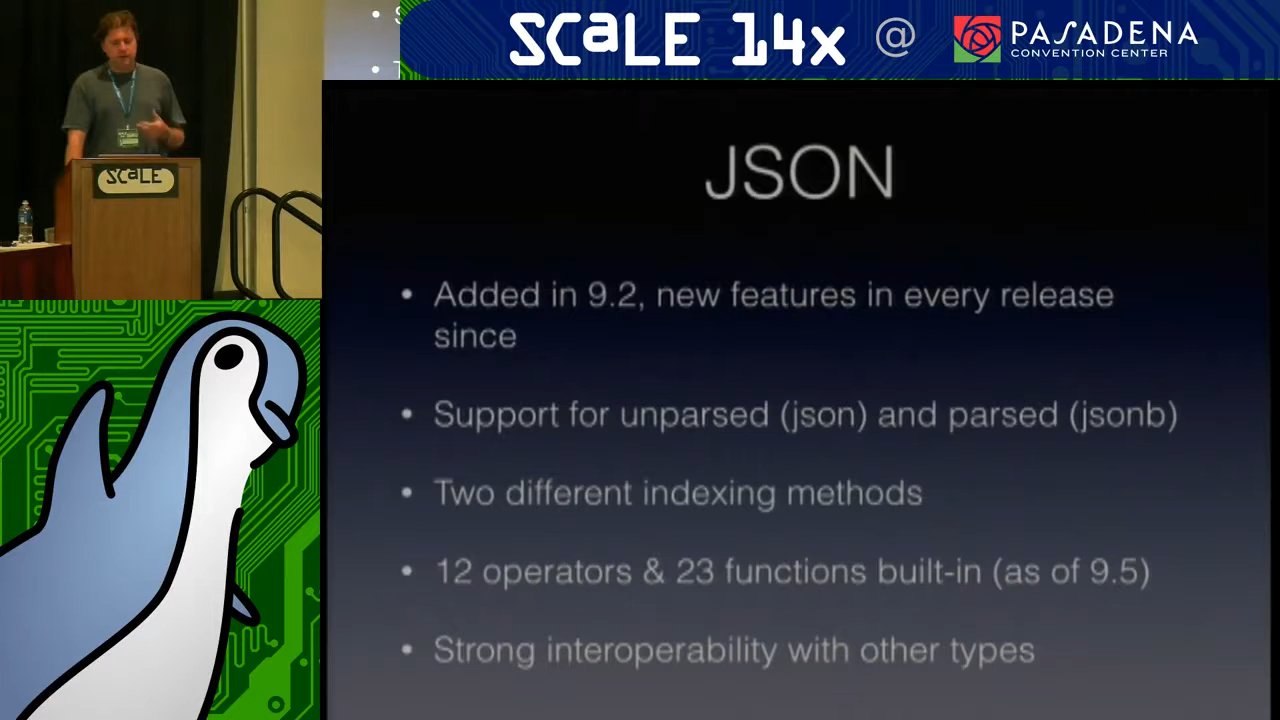 SCaLE 14x @ PASADENA
CONVENTION CENTER
SCALE
JSON
• Added in 9.2, new features in every release
since
• Support for unparsed (json) and parsed (jsonb)
• Two different indexing methods
• 12 operators & 23 functions built-in (as of 9.5)
• Strong interoperability with other types